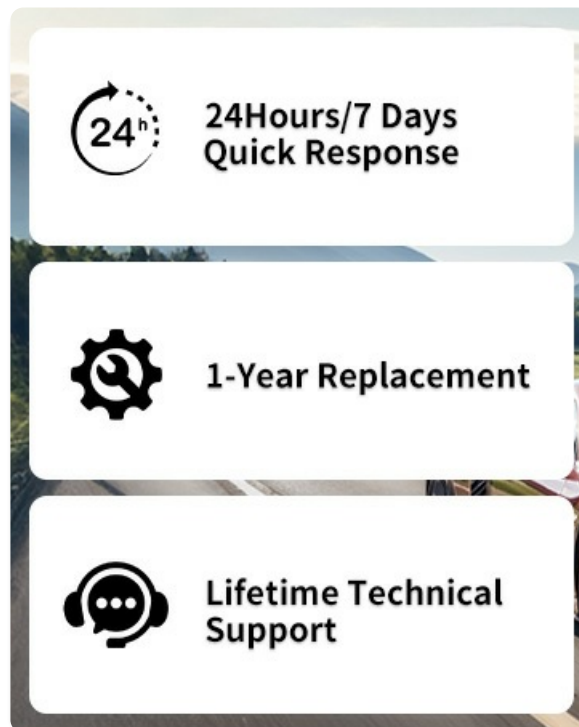 24h
24Hours/7 Days
Quick Response
1-Year Replacement
Lifetime Technical
Support